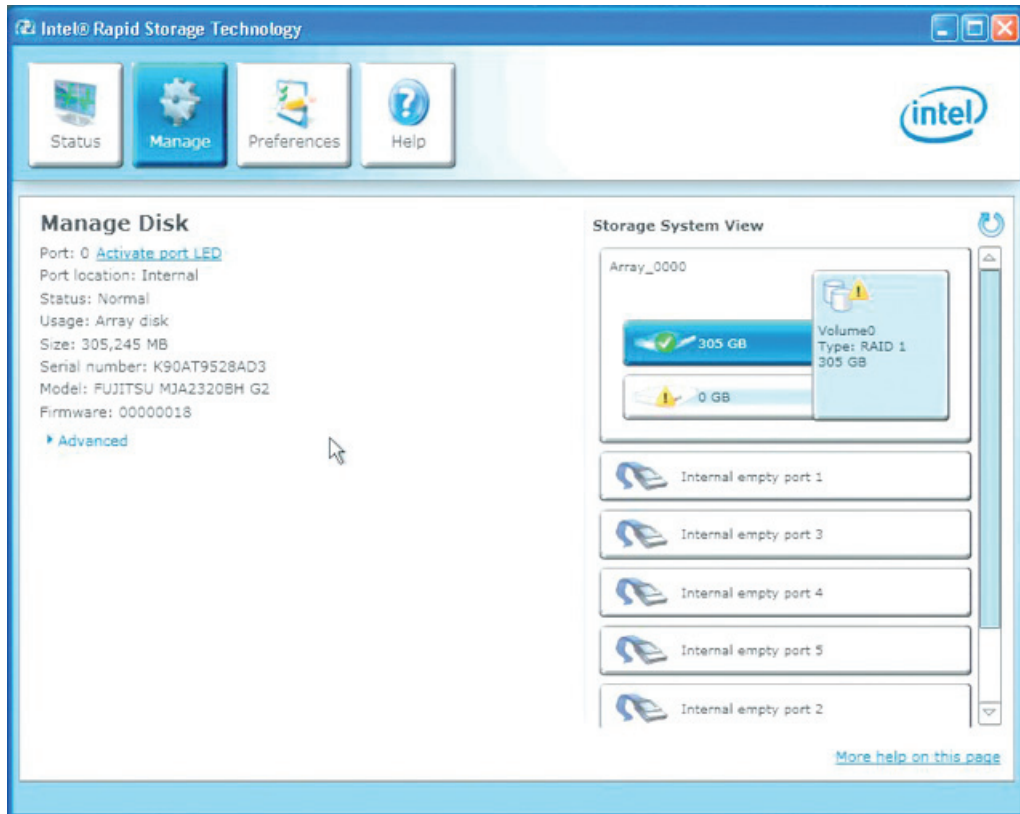 Intel® Rapid Storage Technology
Status
Manage
Preferences
Help
intel
Manage Disk
Port: 0 Activate port LED
Port location: Internal
Status: Normal
Usage: Array disk
Size: 305,245 MB
Serial number: K90AT9528AD3
Model: FUJITSU MJA2320BH G2
Firmware: 00000018
Advanced
Storage System View
Array_0000
305 GB
0 GB
Volume0
Type: RAID 1
305 GB
Internal empty port 1
Internal empty port 3
Internal empty port 4
Internal empty port 5
Internal empty port 2
More help on this page